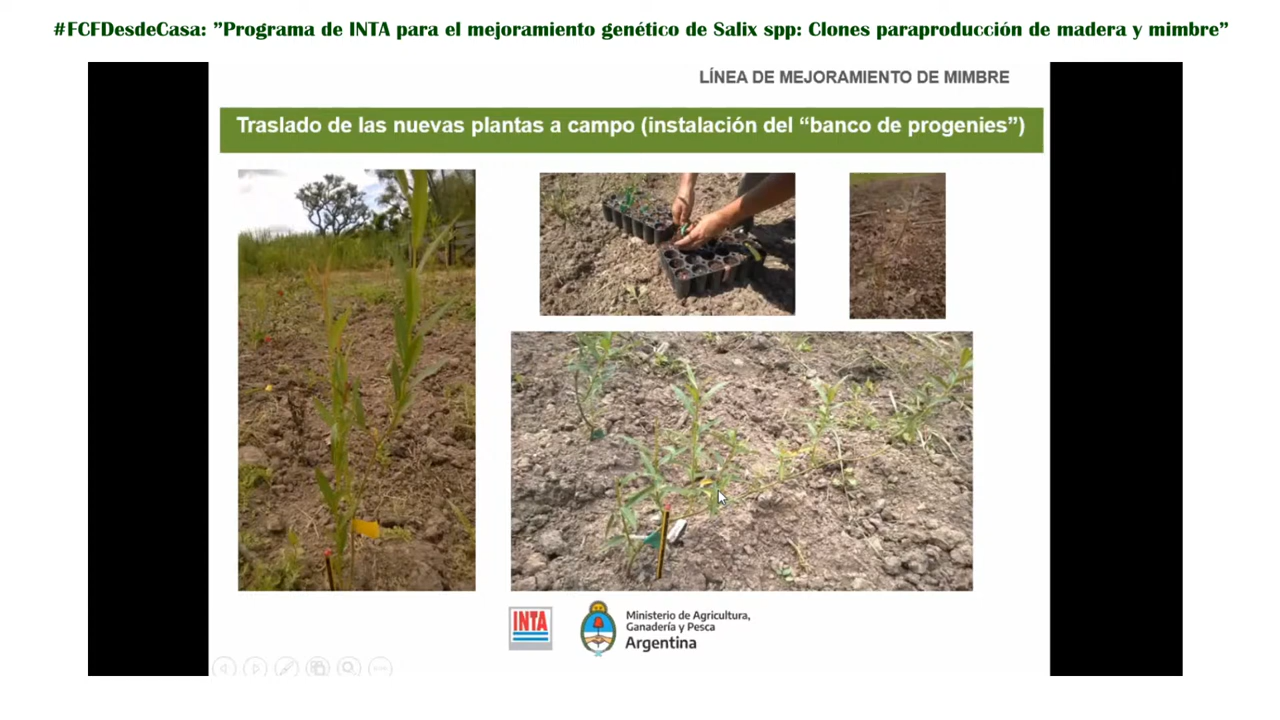 #FCFDesdeCasa: ”Programa de INTA para el mejoramiento genético de Salix spp: Clones paraproducción de madera y mimbre”
LÍNEA DE MEJORAMIENTO DE MIMBRE
Traslado de las nuevas plantas a campo (instalación del “banco de progenies”)
INTA
Ministerio de Agricultura,
Ganadería y Pesca
Argentina